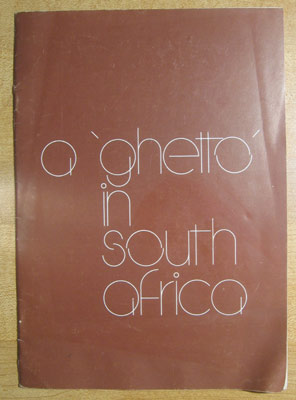 a ‘ghetto’
in
south
africa